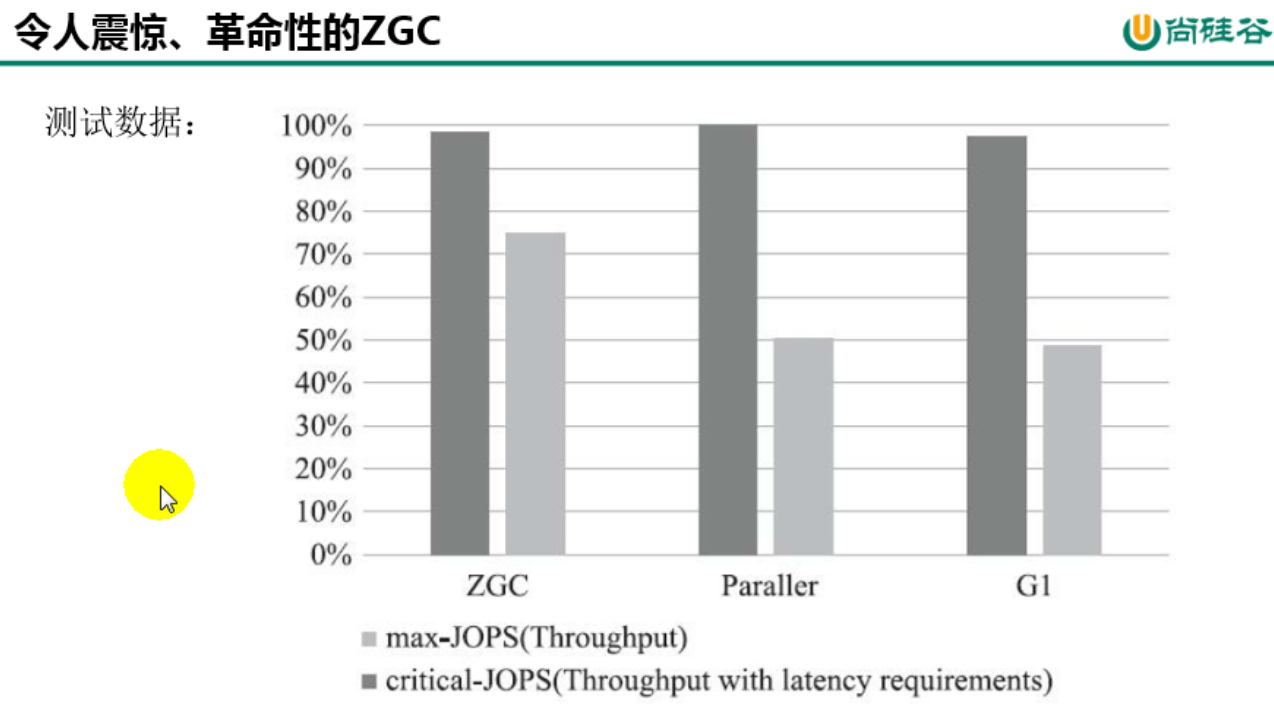 令人震惊、革命性的ZGC
尚硅谷
测试数据：
100%
90%
80%
70%
60%
50%
40%
30%
20%
10%
0%
ZGC Paraller G1
max-JOPS(Throughput)
critical-JOPS(Throughput with latency requirements)